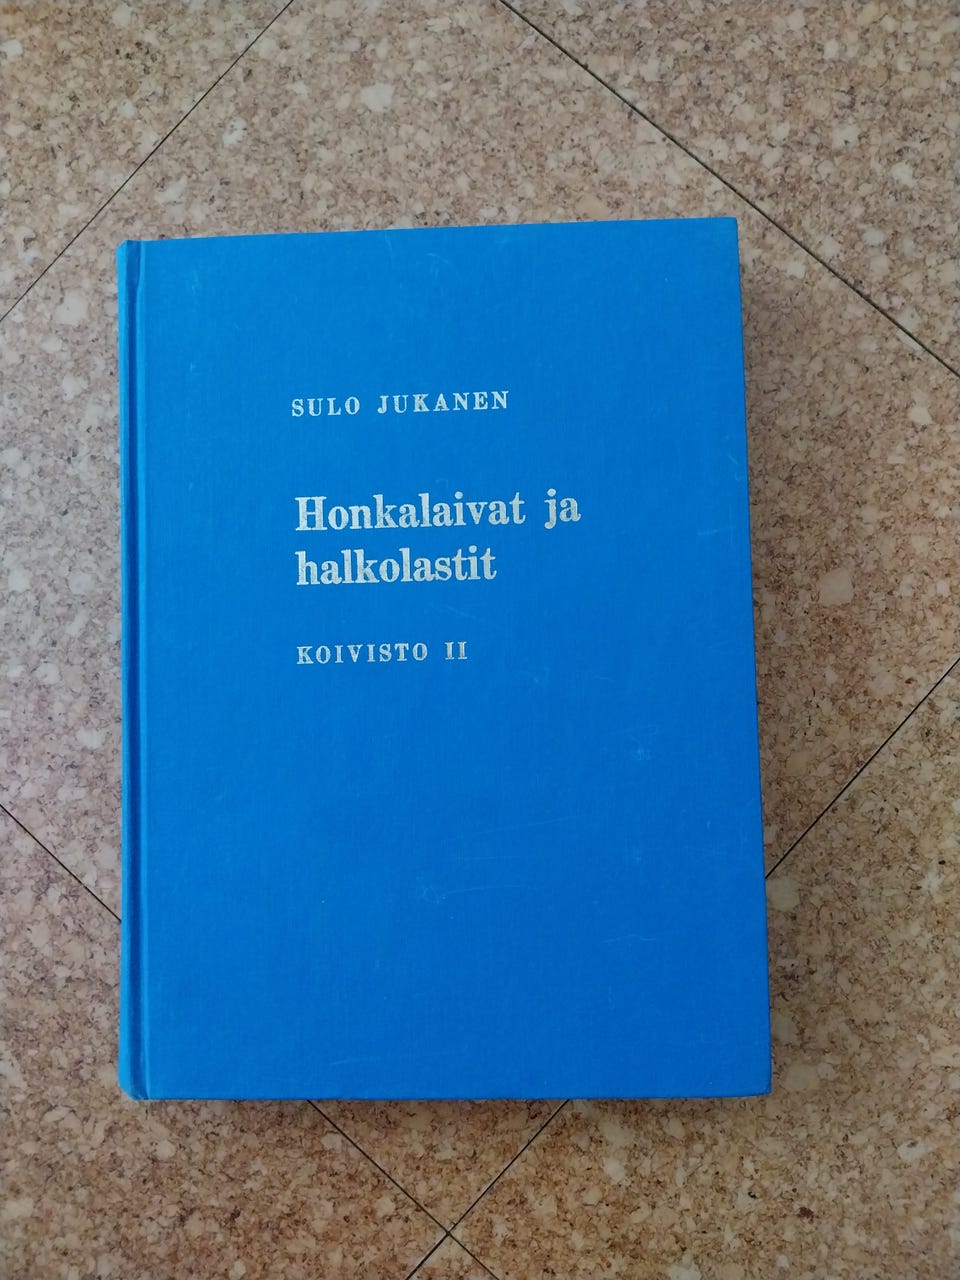 SULO JUKANEN
Honkalaivat ja
halkolastit
KOIVISTO II